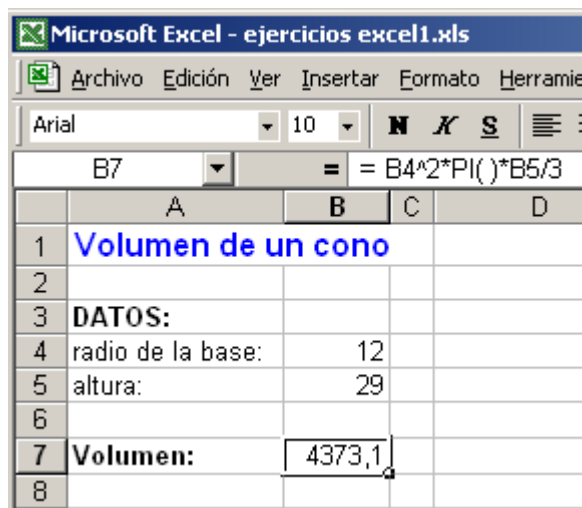 Microsoft Excel - ejercicios excel1.xls
Archivo Edición Ver Insertar Formato Herramie
Arial 10 N K S
B7 = = B4^2*PI( )*B5/3
A B C D
1 Volumen de un cono
2
3 DATOS:
4 radio de la base: 12
5 altura: 29
6
7 Volumen: 4373,1
8